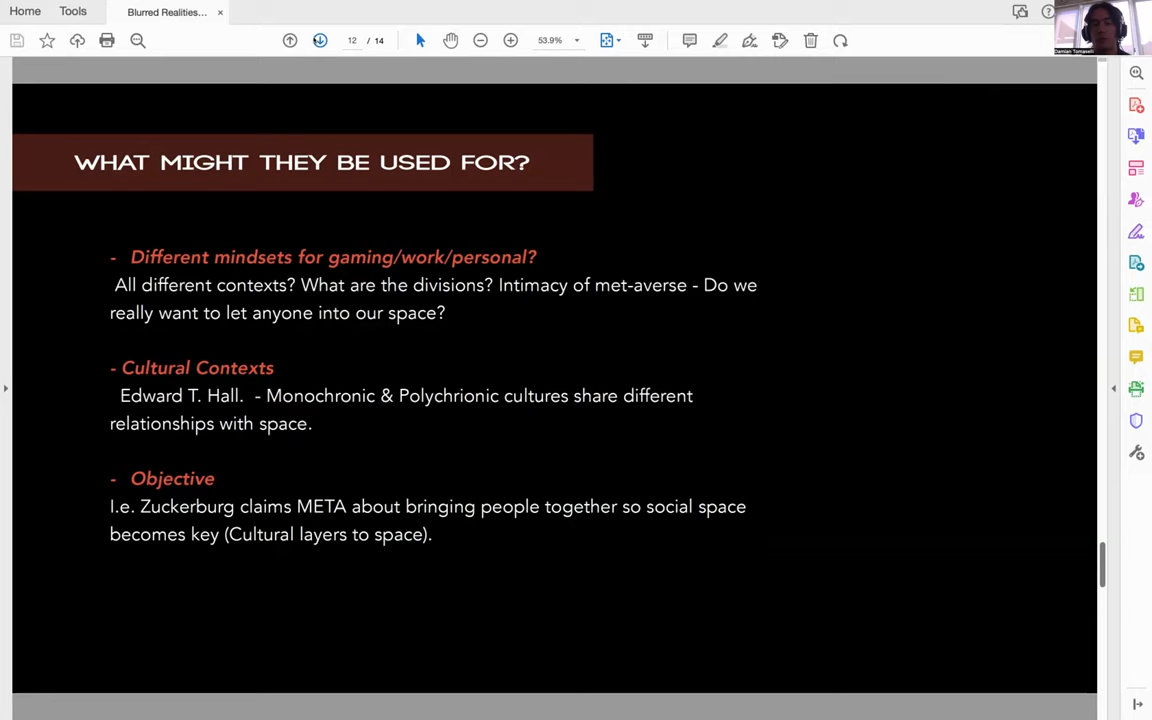 Home
Tools
Blurred Realities...
12 / 14
53.9%
Damian Tomaselli
WHAT MIGHT THEY BE USED FOR?
- Different mindsets for gaming/work/personal?
All different contexts? What are the divisions? Intimacy of met-averse - Do we
really want to let anyone into our space?
- Cultural Contexts
Edward T. Hall. - Monochronic & Polychrionic cultures share different
relationships with space.
- Objective
I.e. Zuckerburg claims META about bringing people together so social space
becomes key (Cultural layers to space).